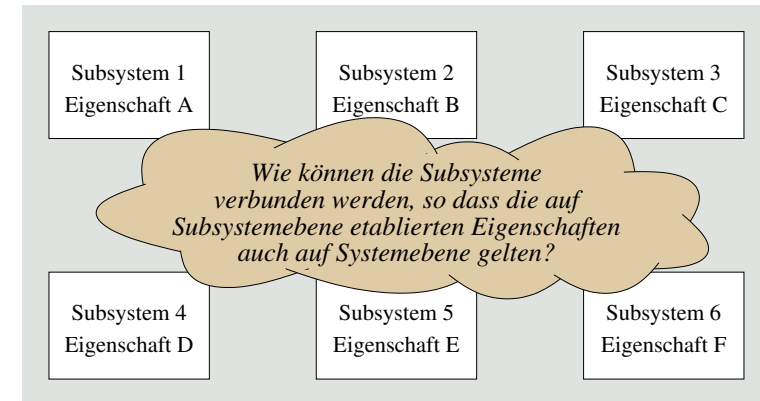 Subsystem 1
Eigenschaft A
Subsystem 2
Eigenschaft B
Subsystem 3
Eigenschaft C
Wie können die Subsysteme
verbunden werden, so dass die auf
Subsystemebene etablierten Eigenschaften
auch auf Systemebene gelten?
Subsystem 4
Eigenschaft D
Subsystem 5
Eigenschaft E
Subsystem 6
Eigenschaft F